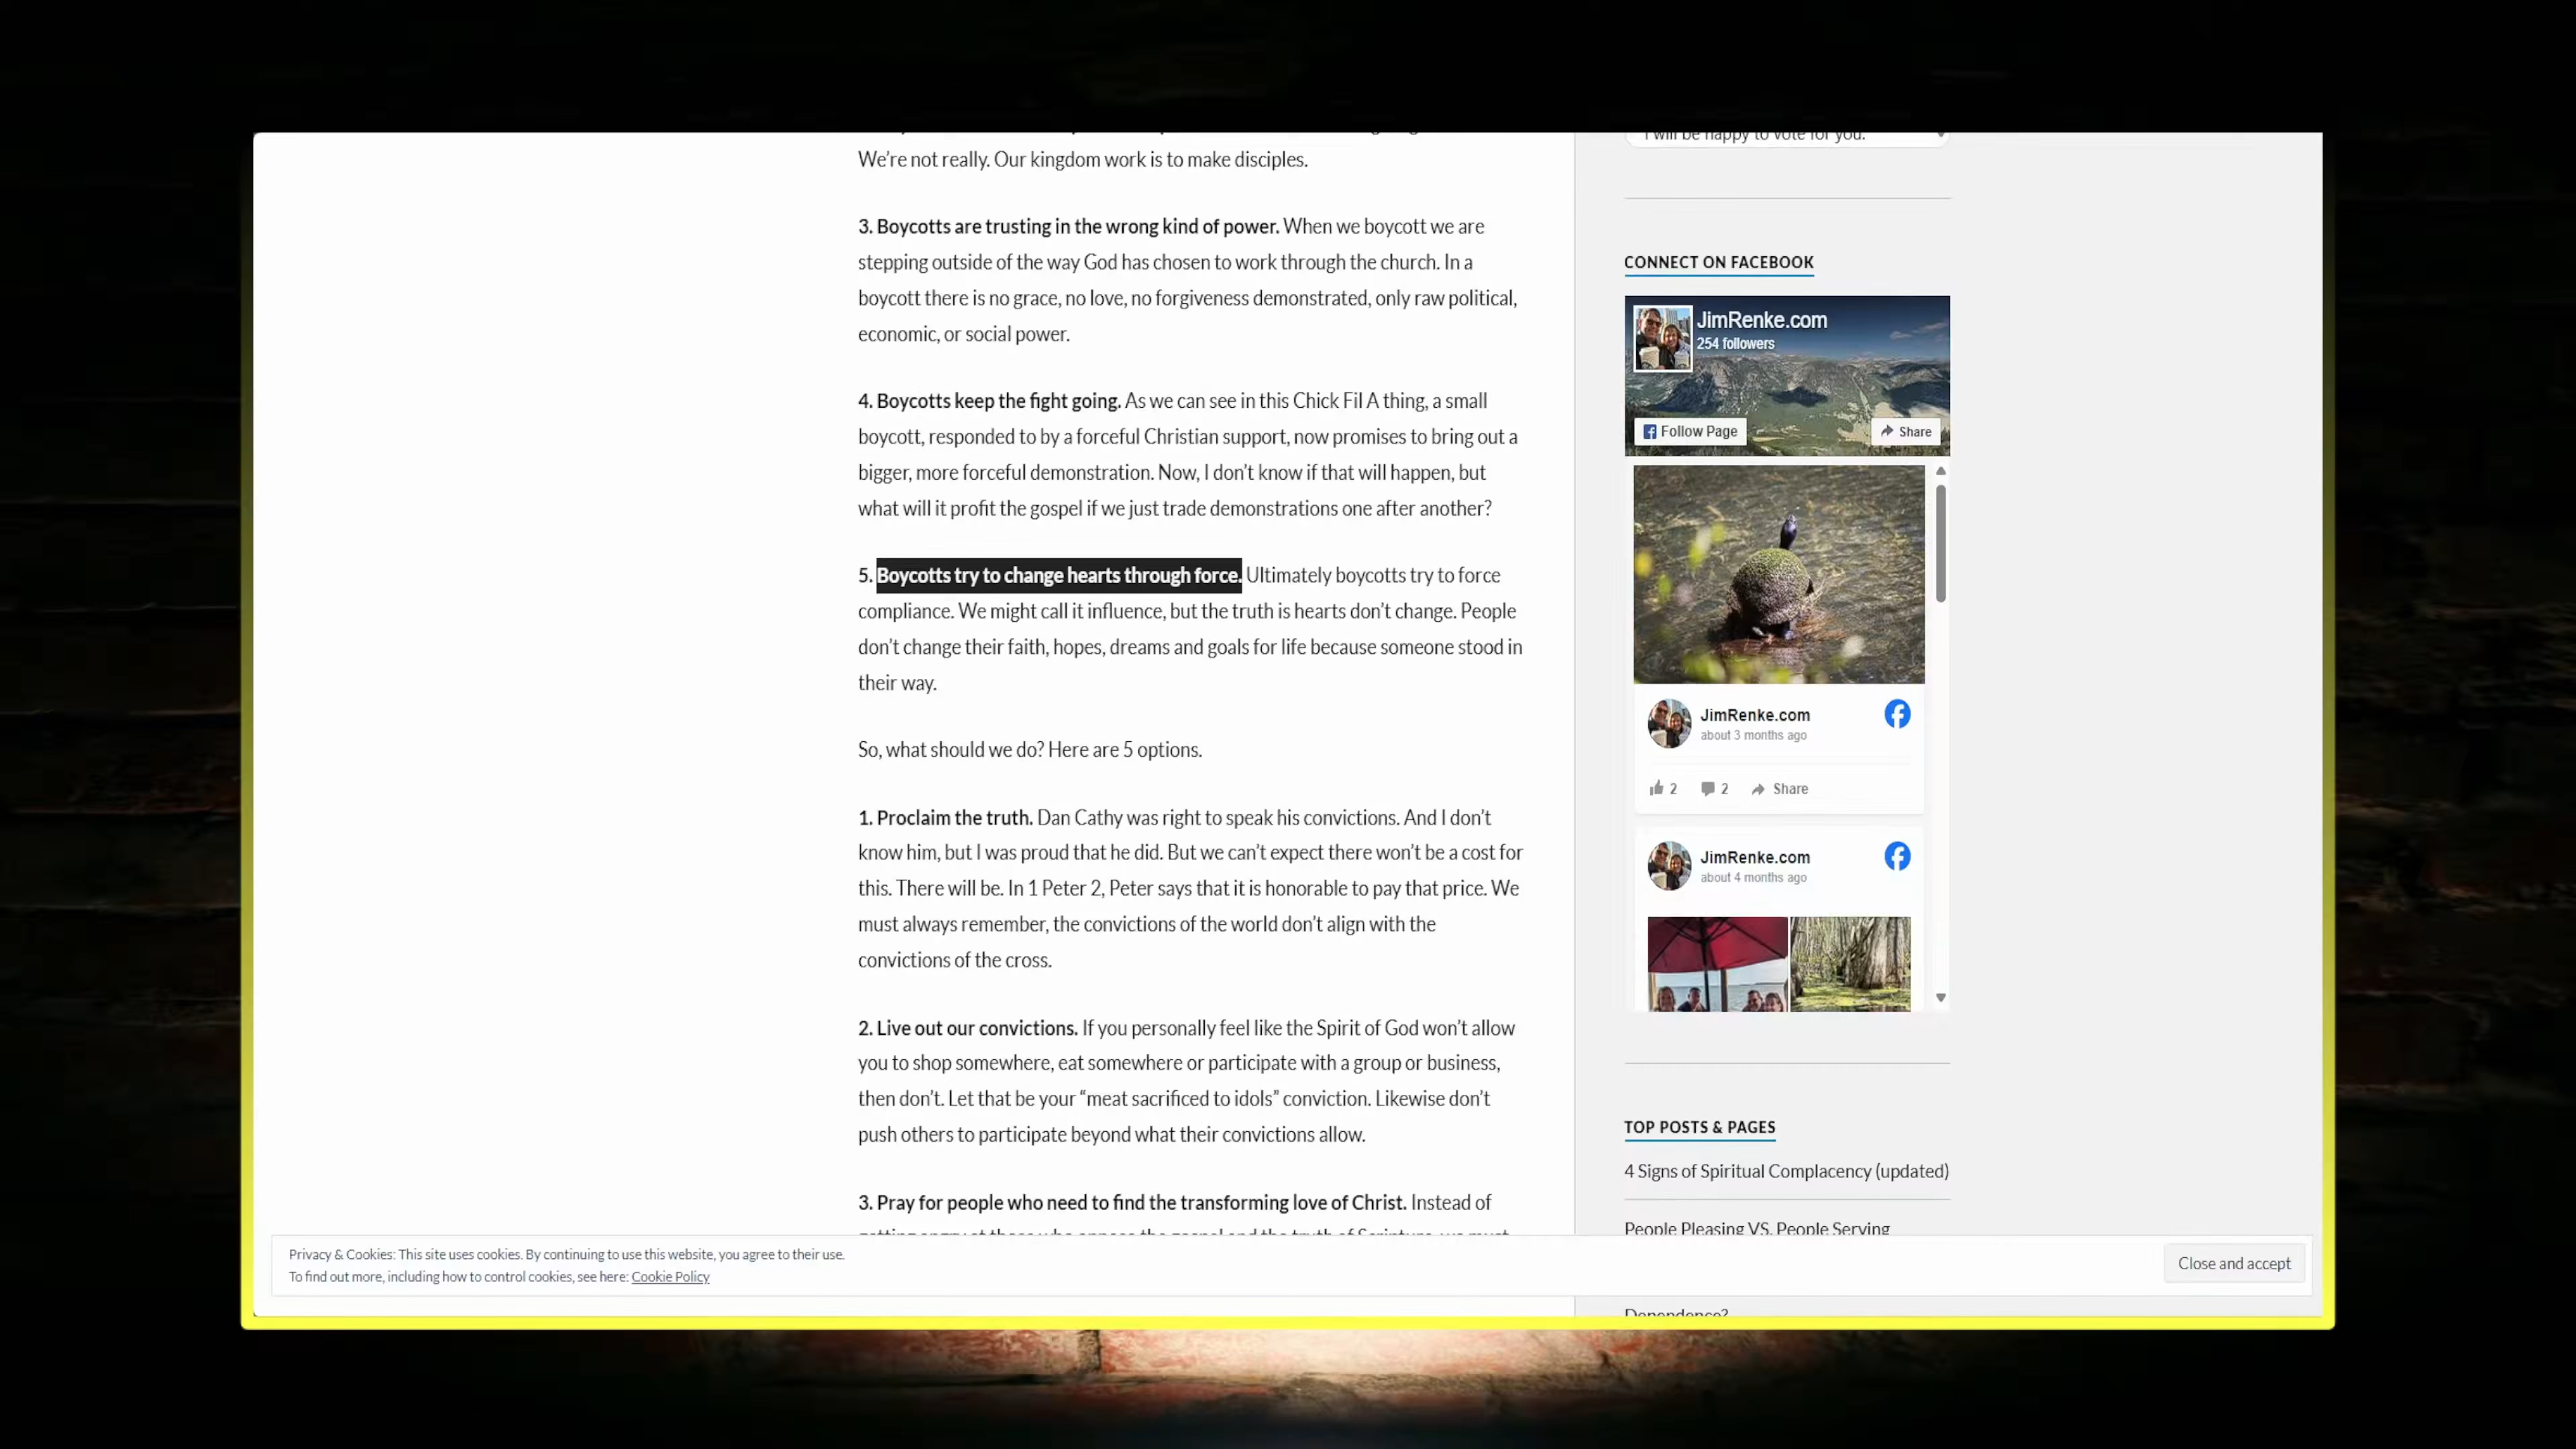 We're not really. Our kingdom work is to make disciples.
3. Boycotts are trusting in the wrong kind of power. When we boycott we are
stepping outside of the way God has chosen to work through the church. In a
boycott there is no grace, no love, no forgiveness demonstrated, only raw political,
economic, or social power.
4. Boycotts keep the fight going. As we can see in this Chick Fil A thing, a small
boycott, responded to by a forceful Christian support, now promises to bring out a
bigger, more forceful demonstration. Now, I don't know if that will happen, but
what will it profit the gospel if we just trade demonstrations one after another?
5. Boycotts try to change hearts through force. Ultimately boycotts try to force
compliance. We might call it influence, but the truth is hearts don't change. People
don't change their faith, hopes, dreams and goals for life because someone stood in
their way.
So, what should we do? Here are 5 options.
1. Proclaim the truth. Dan Cathy was right to speak his convictions. And I don't
know him, but I was proud that he did. But we can't expect there won't be a cost for
this. There will be. In 1 Peter 2, Peter says that it is honorable to pay that price. We
must always remember, the convictions of the world don't align with the
convictions of the cross.
2. Live out our convictions. If you personally feel like the Spirit of God won't allow
you to shop somewhere, eat somewhere or participate with a group or business,
then don't. Let that be your “meat sacrificed to idols” conviction. Likewise don't
push others to participate beyond what their convictions allow.
3. Pray for people who need to find the transforming love of Christ. Instead of
I will be happy to vote for you.
CONNECT ON FACEBOOK
JimRenke.com
254 followers
Follow Page
Share
JimRenke.com
about 3 months ago
2 2 Share
JimRenke.com
about 4 months ago
TOP POSTS & PAGES
4 Signs of Spiritual Complacency (updated)
People Pleasing VS. People Serving
Dependence?
Privacy & Cookies: This site uses cookies. By continuing to use this website, you agree to their use.
To find out more, including how to control cookies, see here: Cookie Policy
Close and accept